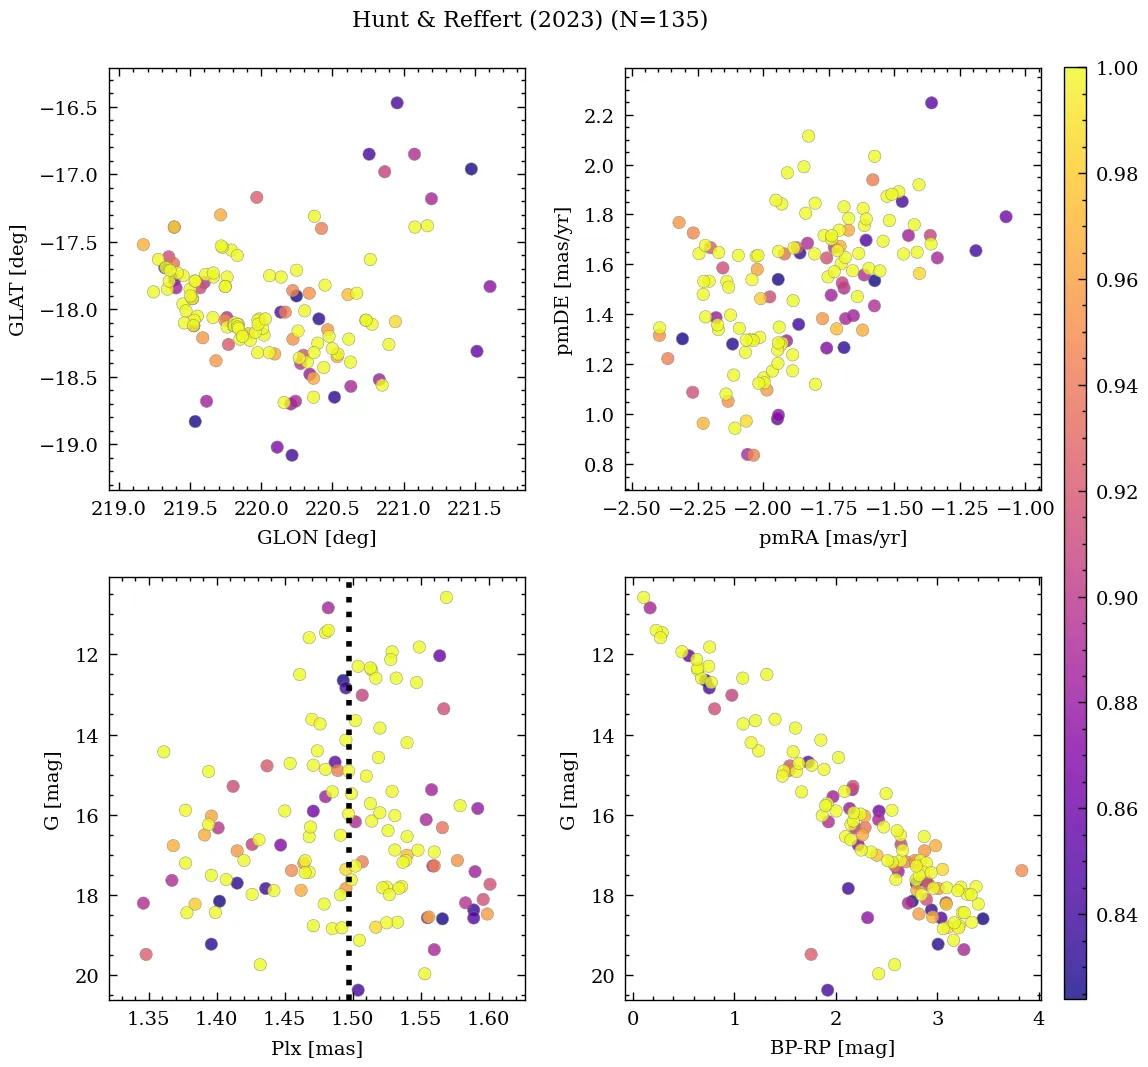 Hunt & Reffert (2023) (N=135)
−16.5
−17.0
−17.5
−18.0
−18.5
−19.0
GLAT [deg]
219.0 219.5 220.0 220.5 221.0 221.5
GLON [deg]
2.2
2.0
1.8
1.6
1.4
1.2
1.0
0.8
pmDE [mas/yr]
−2.50 −2.25 −2.00 −1.75 −1.50 −1.25 −1.00
pmRA [mas/yr]
12
14
16
18
20
G [mag]
1.35 1.40 1.45 1.50 1.55 1.60
Plx [mas]
12
14
16
18
20
G [mag]
0 1 2 3 4
BP-RP [mag]
1.00
0.98
0.96
0.94
0.92
0.90
0.88
0.86
0.84